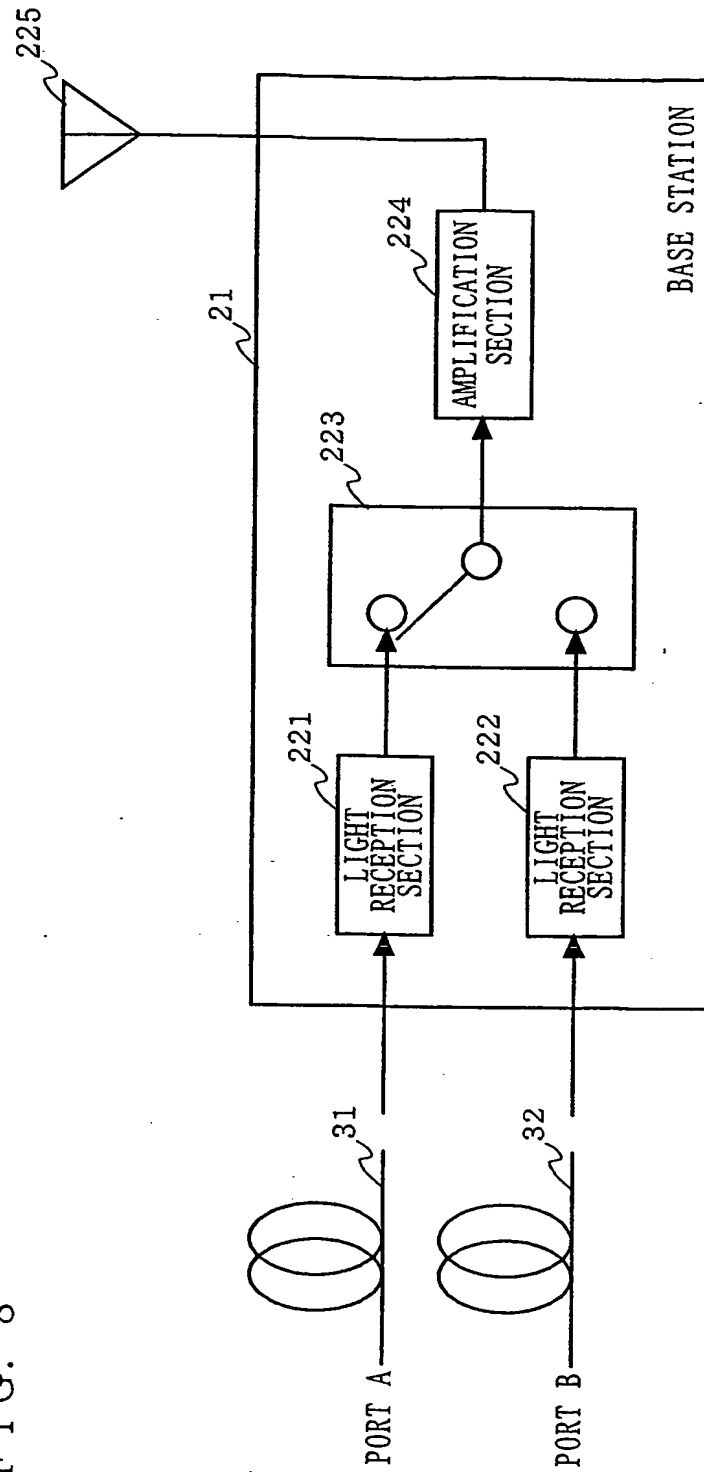 FIG. 8
225
21
BASE STATION
224
AMPLIFICATION
SECTION
223
221
LIGHT
RECEPTION
SECTION
222
LIGHT
RECEPTION
SECTION
31
32
PORT A
PORT B